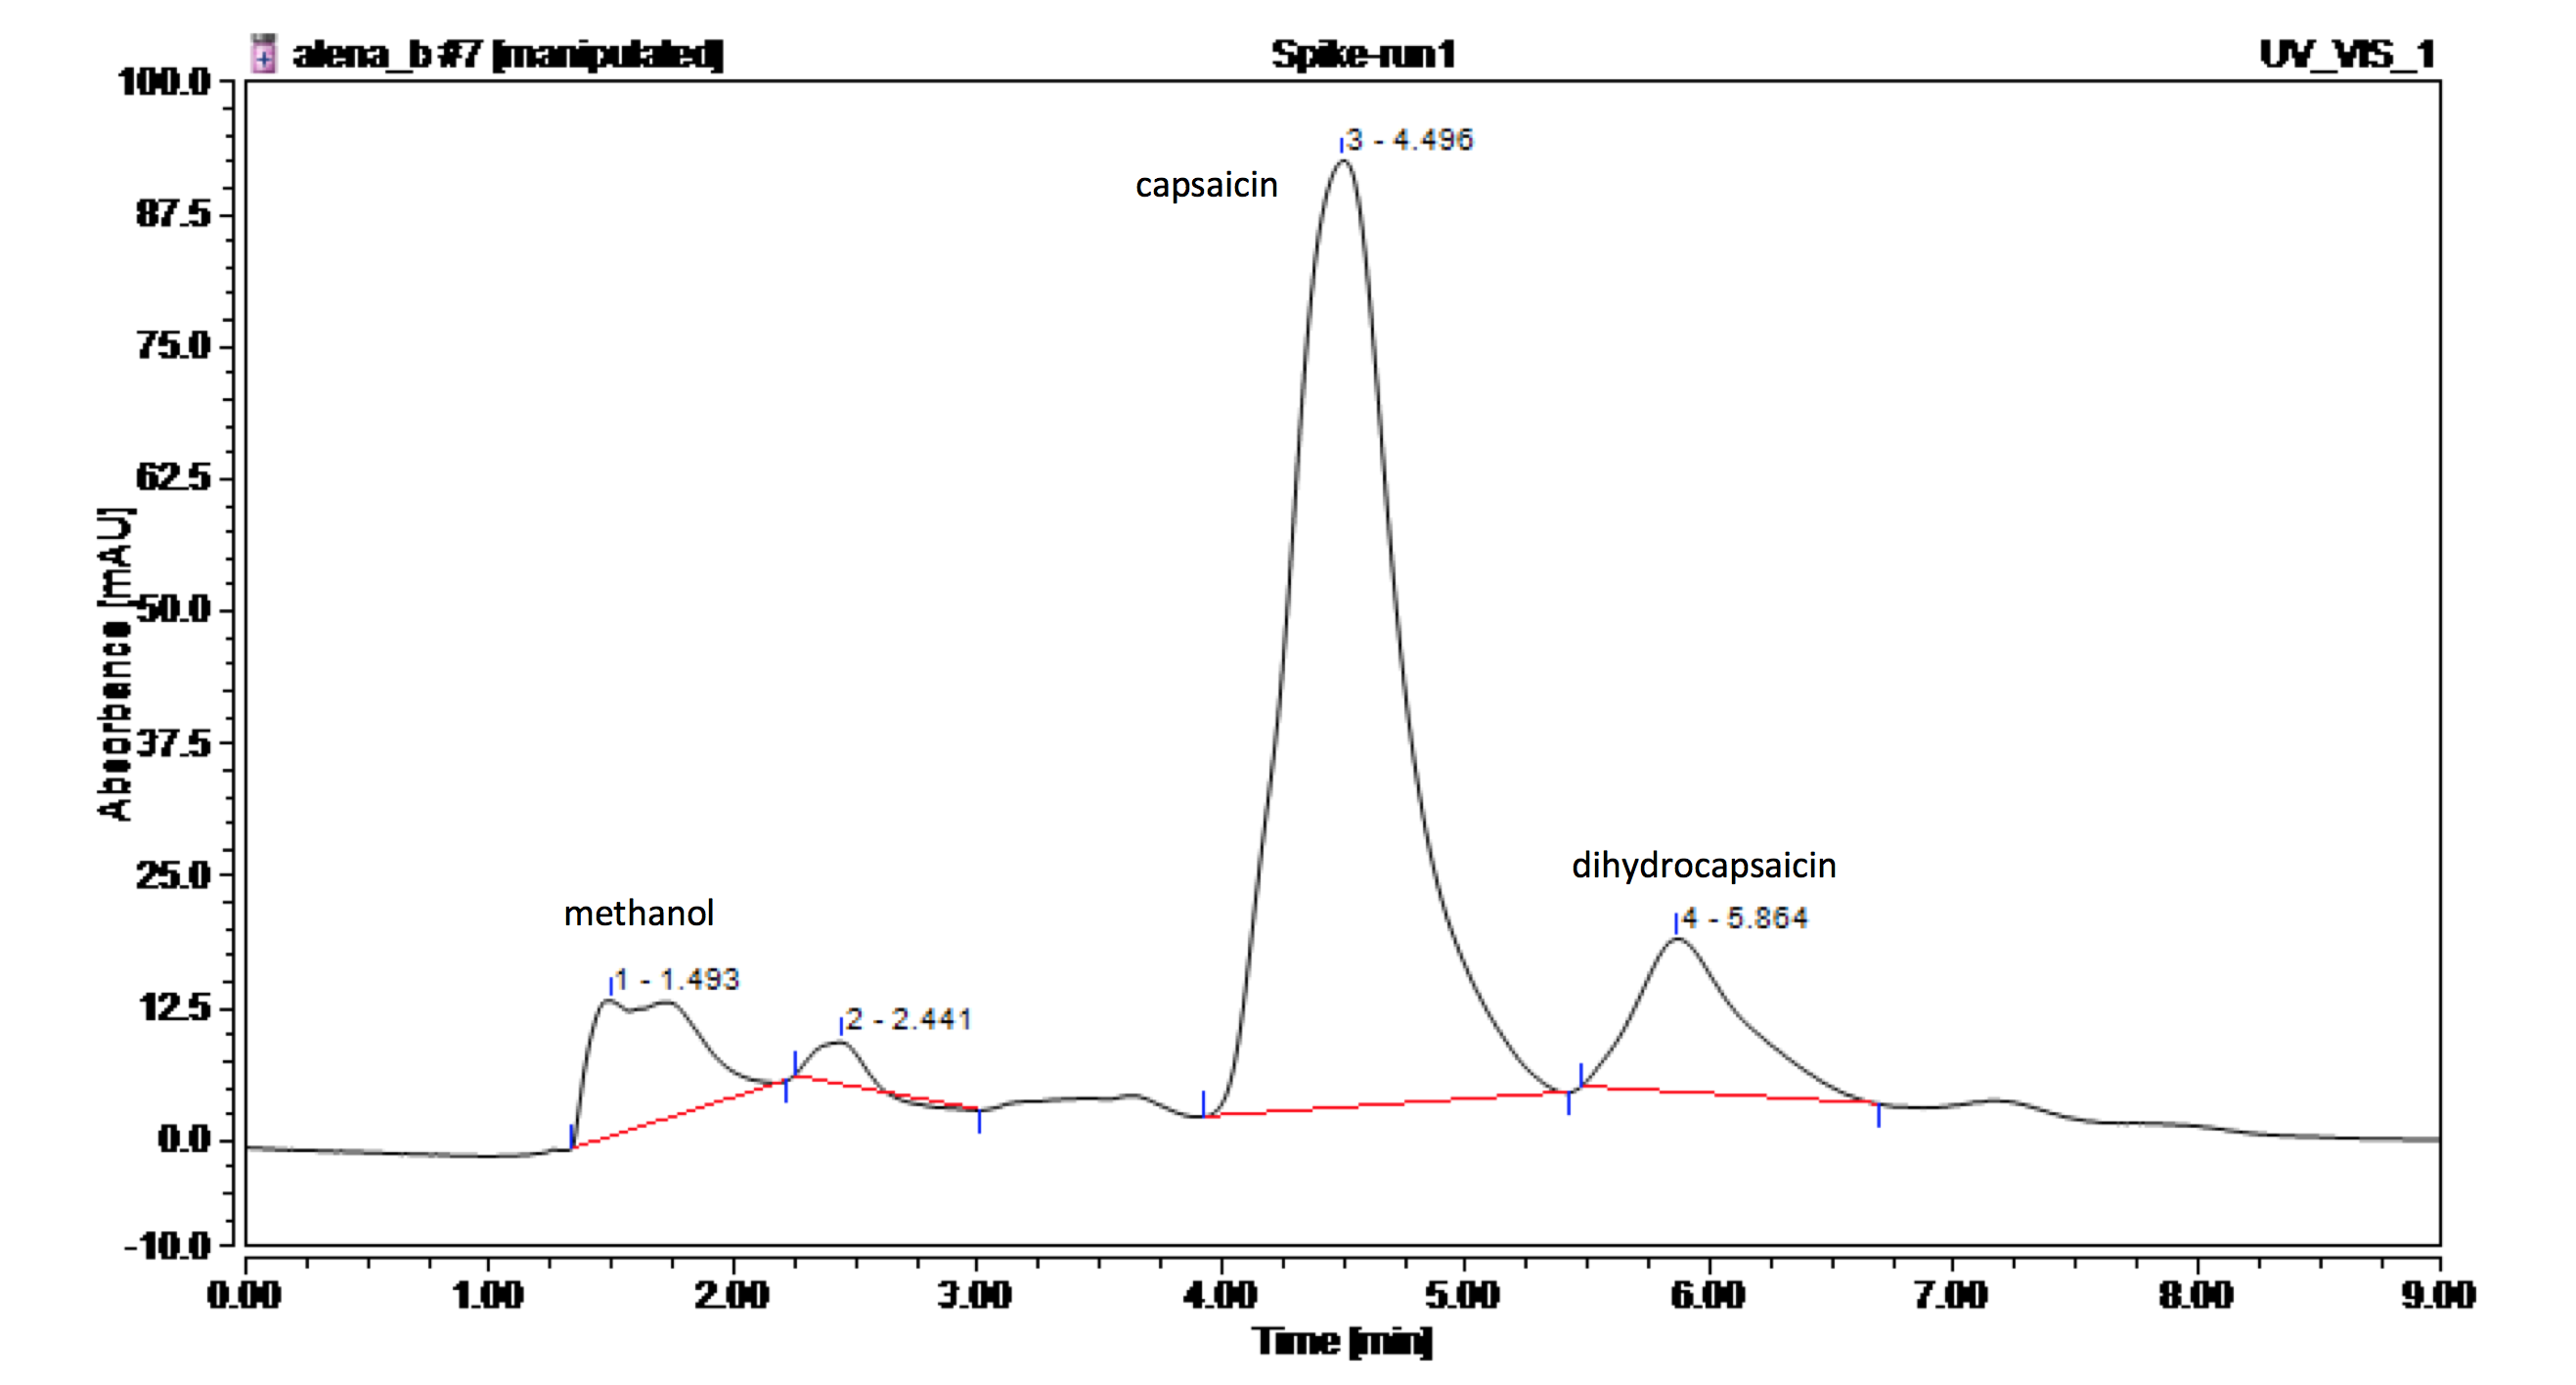 alena_b #7 [manipulated]
Spike-run1
UV_VIS_1
100.0
87.5
75.0
62.5
50.0
37.5
25.0
12.5
0.0
-10.0
Absorbance [mAU]
capsaicin
3 - 4.496
dihydrocapsaicin
4 - 5.864
methanol
1 - 1.493
2 - 2.441
0.00 1.00 2.00 3.00 4.00 5.00 6.00 7.00 8.00 9.00
Time [min]